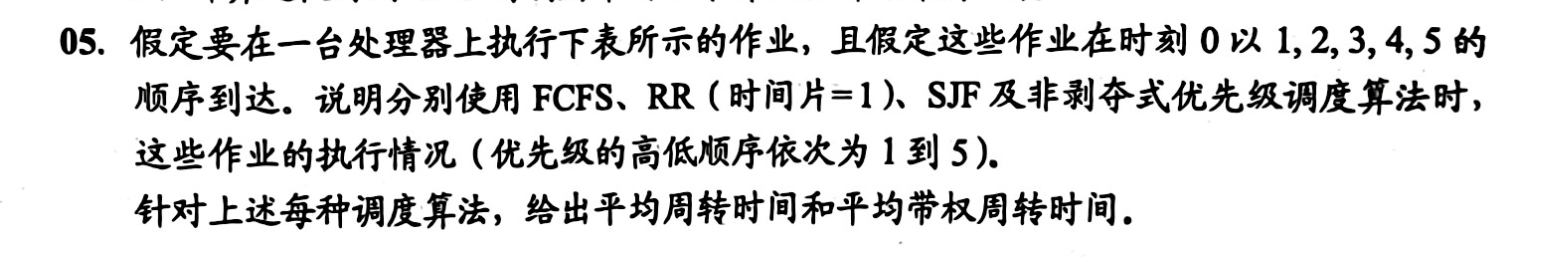 05. 假定要在一台处理器上执行下表所示的作业，且假定这些作业在时刻 0 以 1, 2, 3, 4, 5 的
顺序到达。说明分别使用 FCFS、RR（时间片=1）、SJF 及非剥夺式优先级调度算法时，
这些作业的执行情况（优先级的高低顺序依次为 1 到 5）。
针对上述每种调度算法，给出平均周转时间和平均带权周转时间。